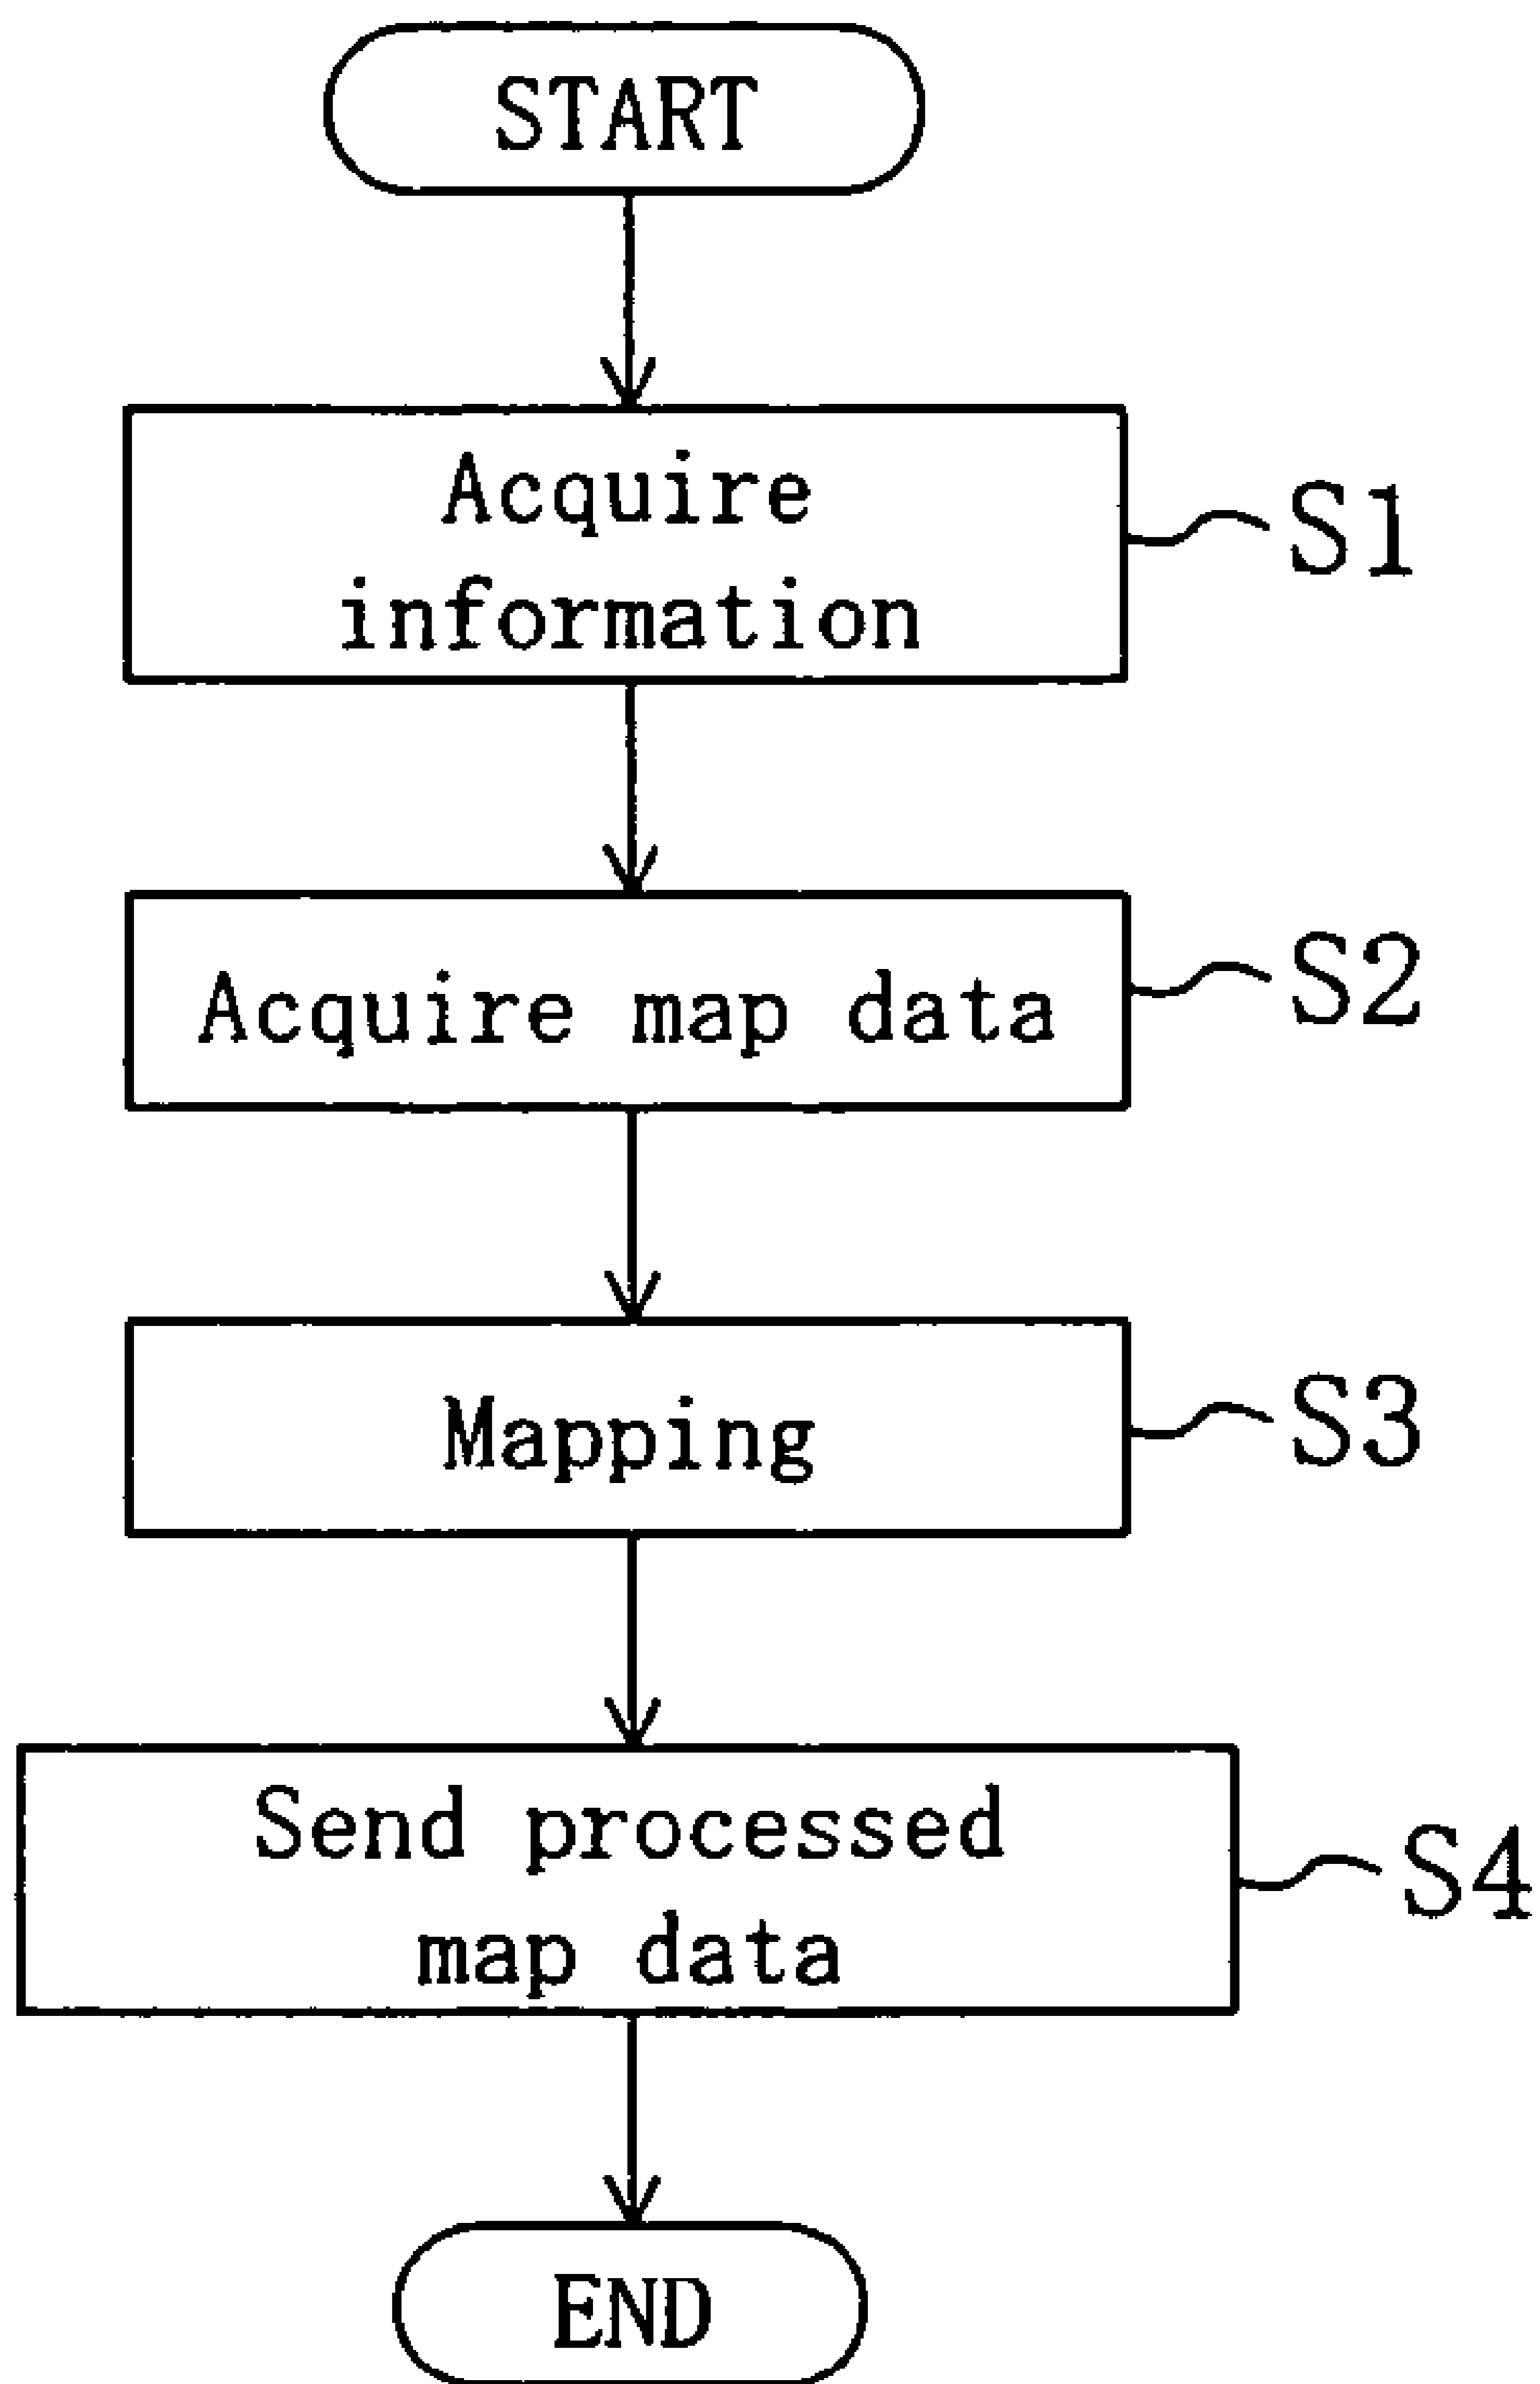 START
Acquire
information
S1
Acquire map data
S2
Mapping
S3
Send processed
map data
S4
END